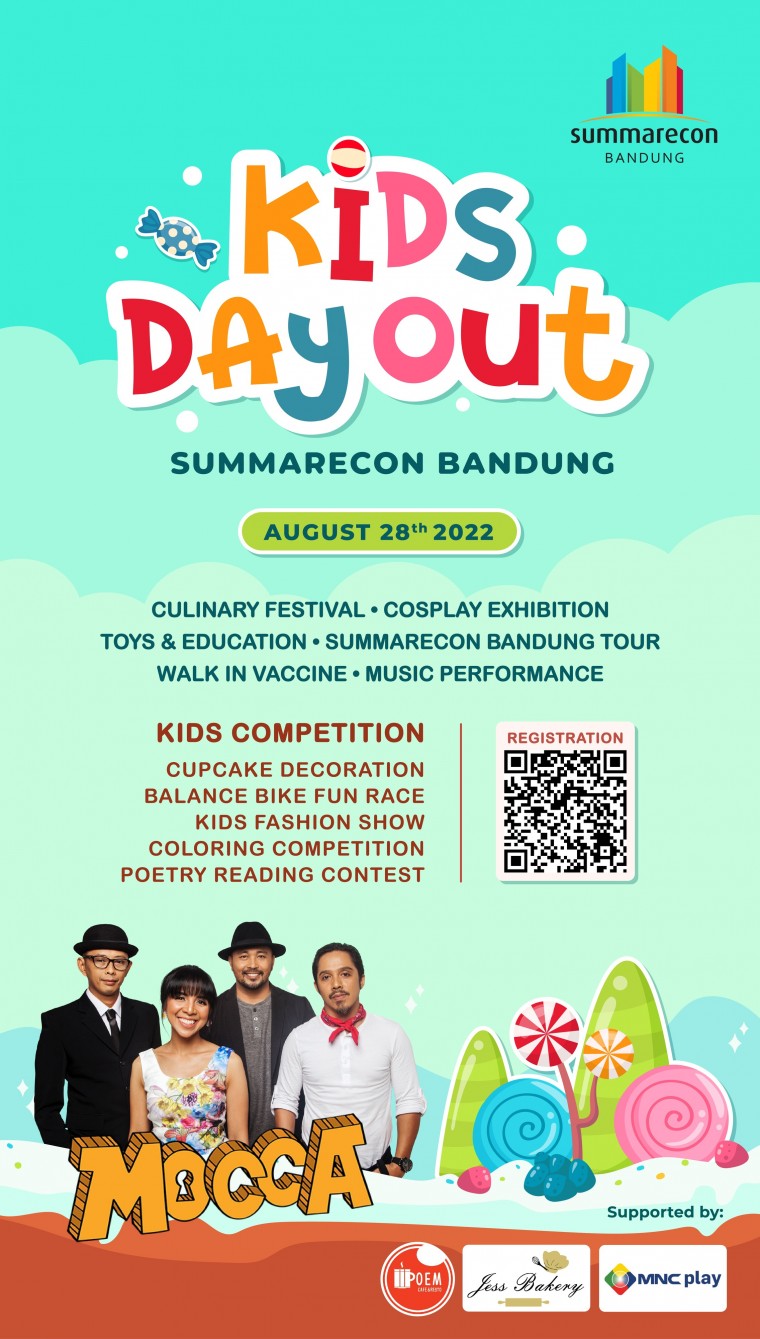 summarecon
BANDUNG
KiDS
DAy OuT
SUMMARECON BANDUNG
AUGUST 28th 2022
CULINARY FESTIVAL • COSPLAY EXHIBITION
TOYS & EDUCATION • SUMMARECON BANDUNG TOUR
WALK IN VACCINE • MUSIC PERFORMANCE
KIDS COMPETITION
CUPCAKE DECORATION
BALANCE BIKE FUN RACE
KIDS FASHION SHOW
COLORING COMPETITION
POETRY READING CONTEST
REGISTRATION
MOCCA
Supported by:
POEM
Jess Bakery
MNC play